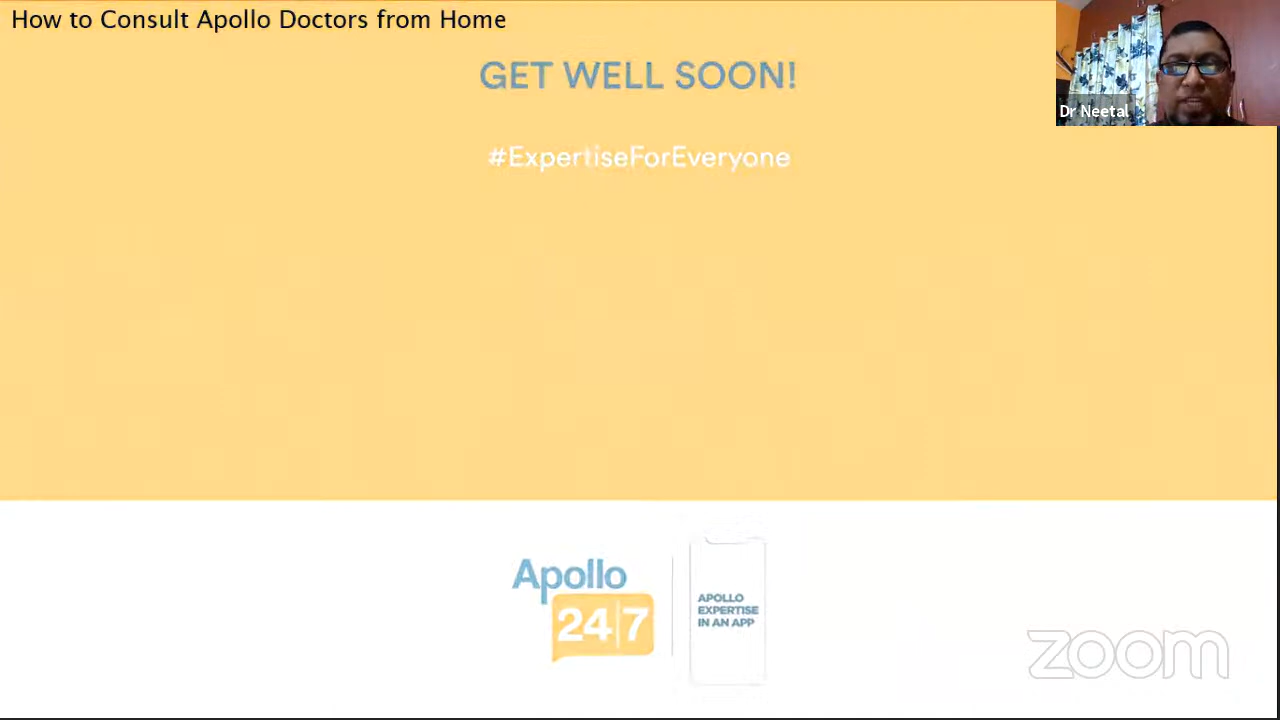 How to Consult Apollo Doctors from Home
GET WELL SOON!
#ExpertiseForEveryone
Dr Neetal
Apollo
24|7
APOLLO
EXPERTISE
IN AN APP
zoom